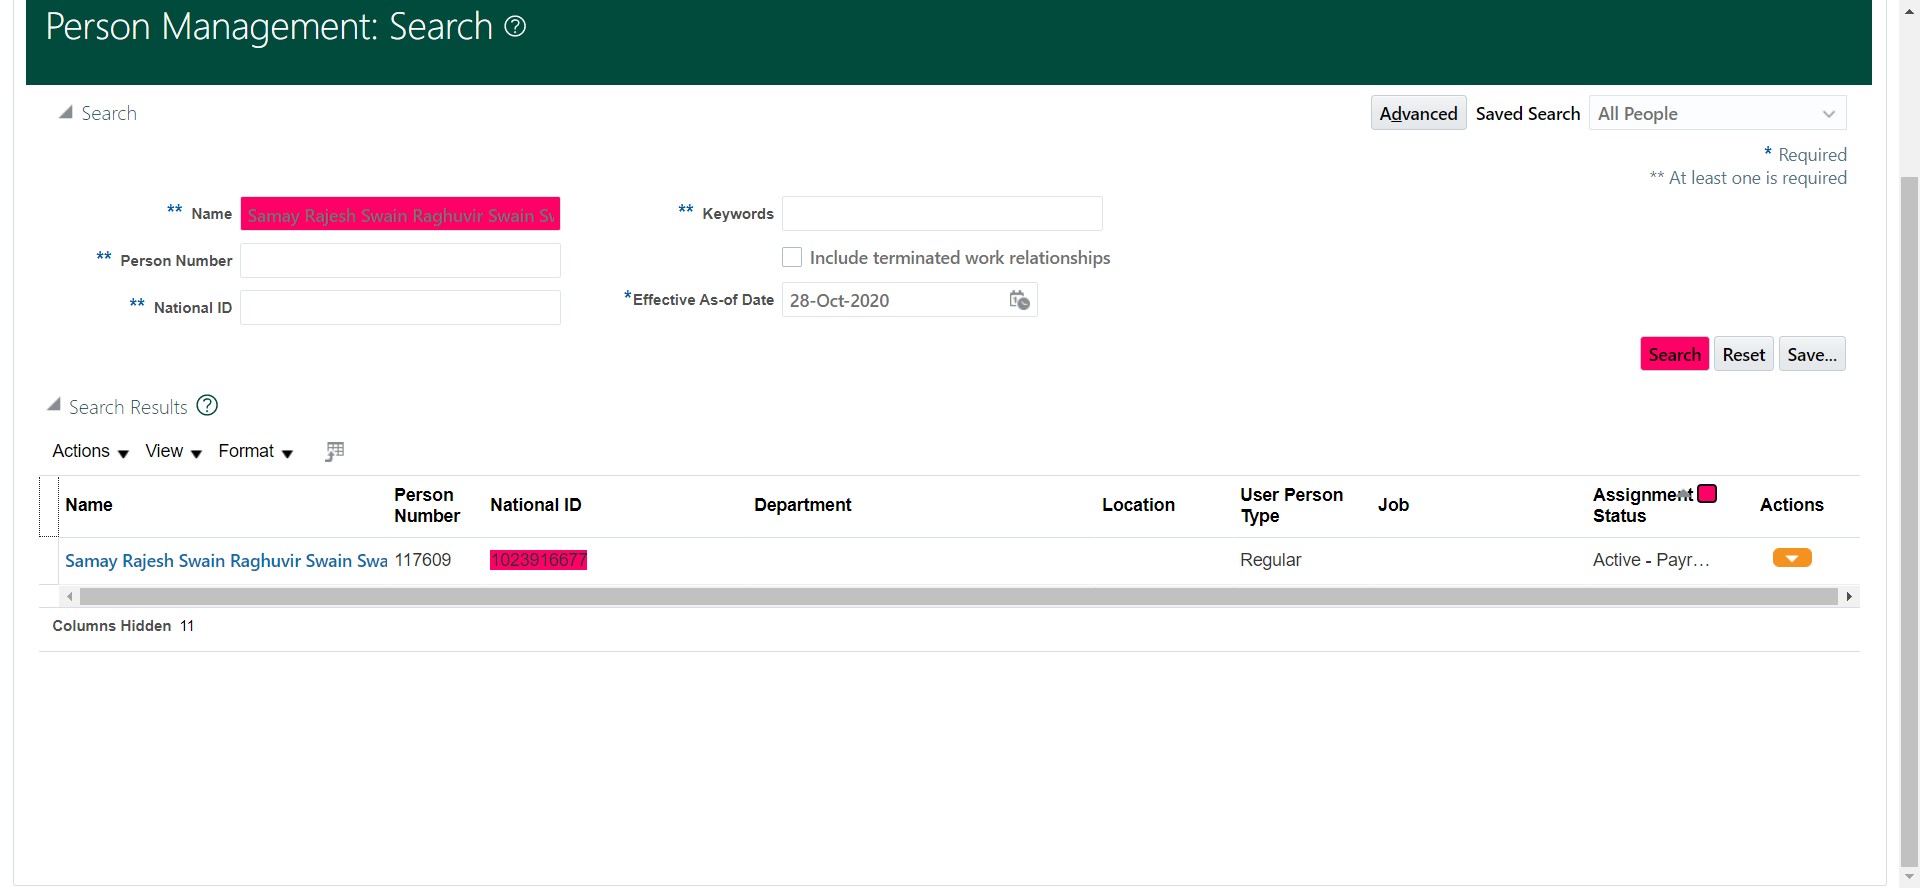 Person Management: Search
Search
Advanced Saved Search All People
* Required
** At least one is required
** Name Samay Rajesh Swain Raghuvir Swain Sw
** Keywords
** Person Number
Include terminated work relationships
** National ID
*Effective As-of Date 28-Oct-2020
Search Reset Save...
Search Results
Actions View Format
Name Person Number National ID Department Location User Person Type Job Assignment Status Actions
Samay Rajesh Swain Raghuvir Swain Swa 117609 1023916677 Regular Active - Payr...
Columns Hidden 11